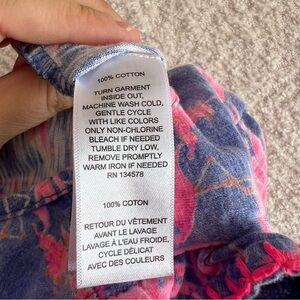 100% COTTON
TURN GARMENT
INSIDE OUT,
MACHINE WASH COLD,
GENTLE CYCLE
WITH LIKE COLORS
ONLY NON-CHLORINE
BLEACH IF NEEDED
TUMBLE DRY LOW,
REMOVE PROMPTLY
WARM IRON IF NEEDED
RN 134578
100% COTTON
RETOUR DU VÊTEMENT
AVANT LE LAVAGE
LAVAGE À L'EAU FROIDE,
CYCLE DÉLICAT
AVEC DES COULEURS